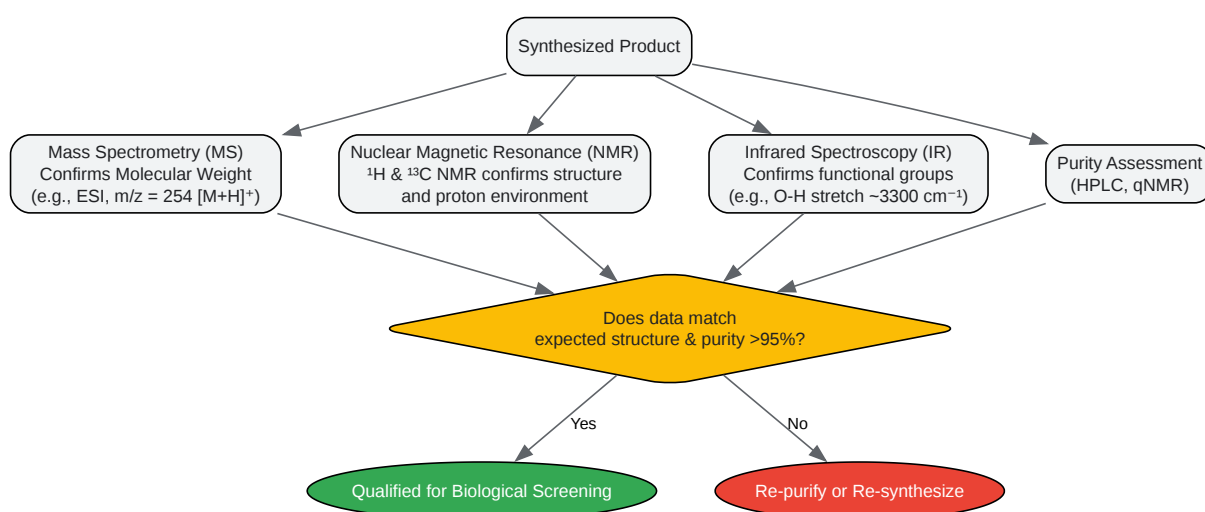 Synthesized Product
Mass Spectrometry (MS)
Confirms Molecular Weight
(e.g., ESI, m/z = 254 [M+H]⁺)
Nuclear Magnetic Resonance (NMR)
¹H & ¹³C NMR confirms structure
and proton environment
Infrared Spectroscopy (IR)
Confirms functional groups
(e.g., O-H stretch ~3300 cm⁻¹)
Purity Assessment
(HPLC, qNMR)
Does data match
expected structure & purity >95%?
Yes
No
Qualified for Biological Screening
Re-purify or Re-synthesize